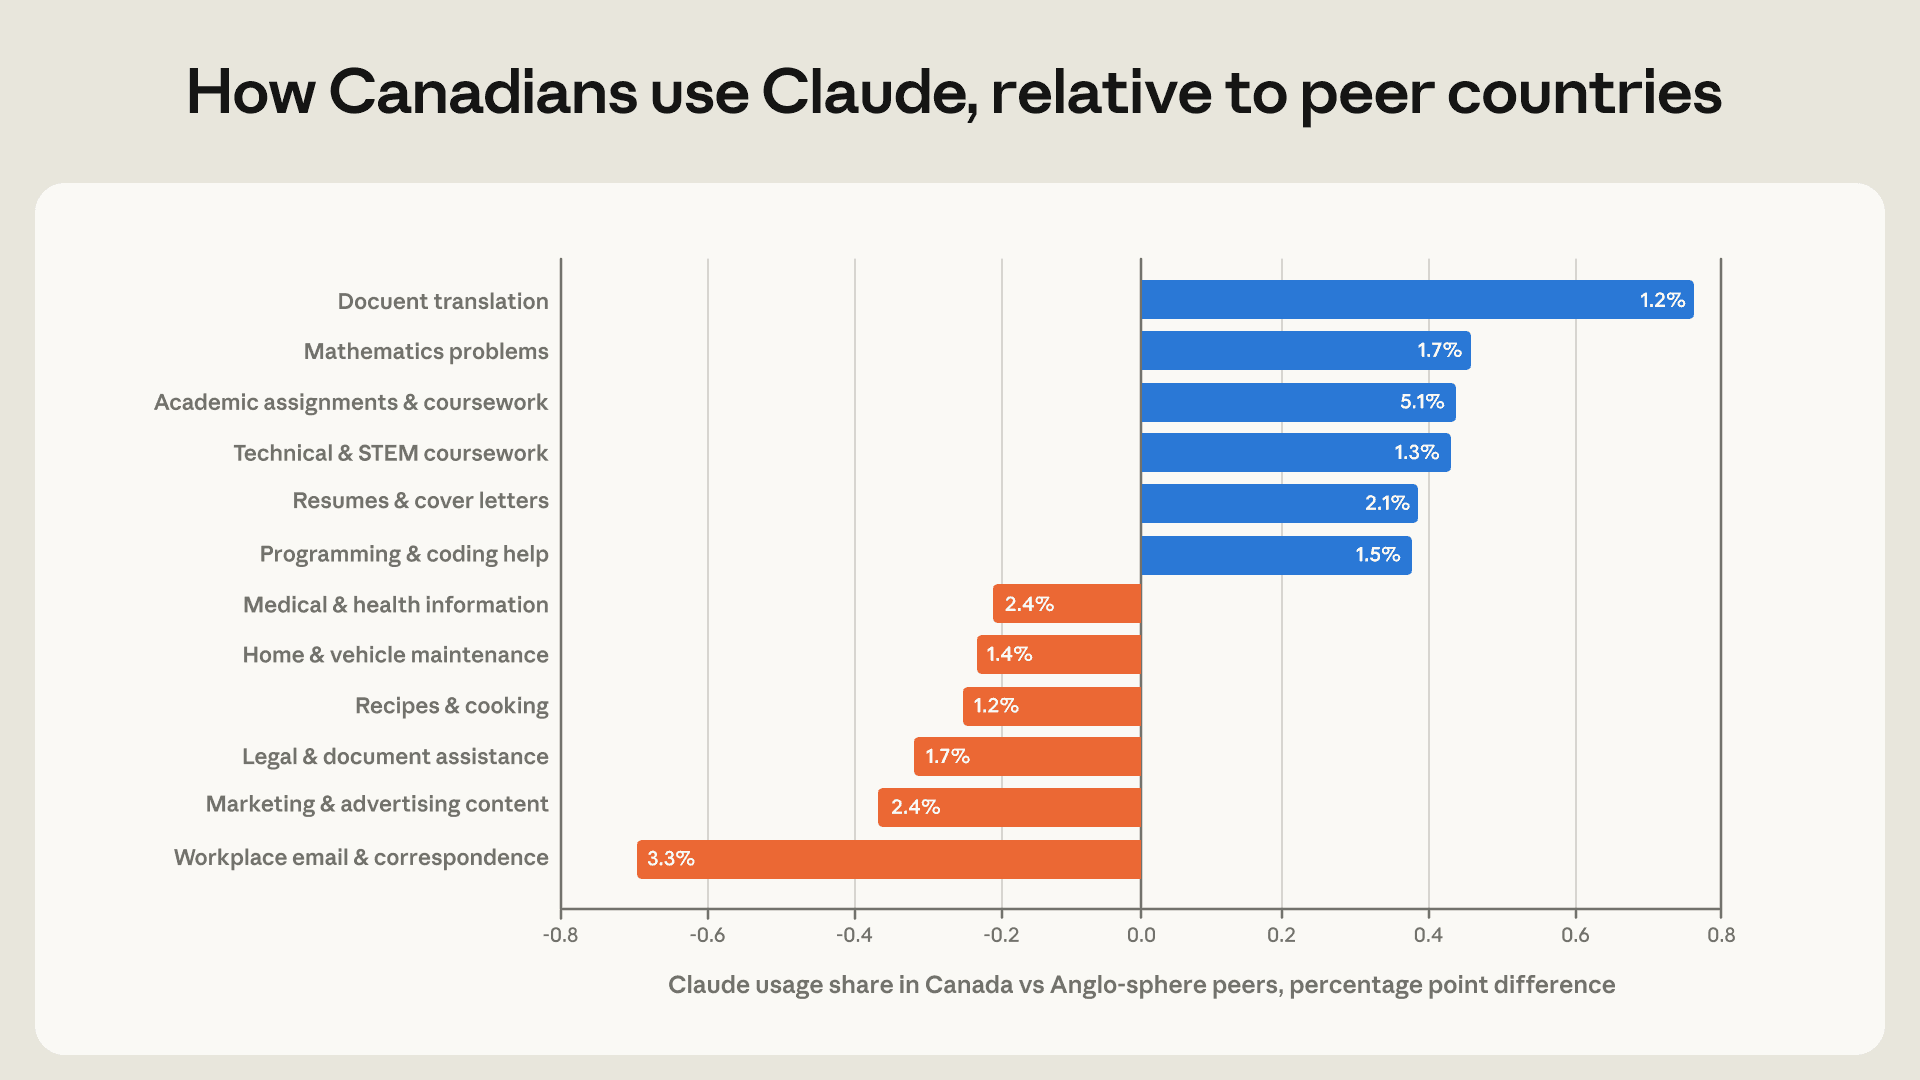 How Canadians use Claude, relative to peer countries
Docuent translation
1.2%
Mathematics problems
1.7%
Academic assignments & coursework
5.1%
Technical & STEM coursework
1.3%
Resumes & cover letters
2.1%
Programming & coding help
1.5%
Medical & health information
2.4%
Home & vehicle maintenance
1.4%
Recipes & cooking
1.2%
Legal & document assistance
1.7%
Marketing & advertising content
2.4%
Workplace email & correspondence
3.3%
-0.8 -0.6 -0.4 -0.2 0.0 0.2 0.4 0.6 0.8
Claude usage share in Canada vs Anglo-sphere peers, percentage point difference